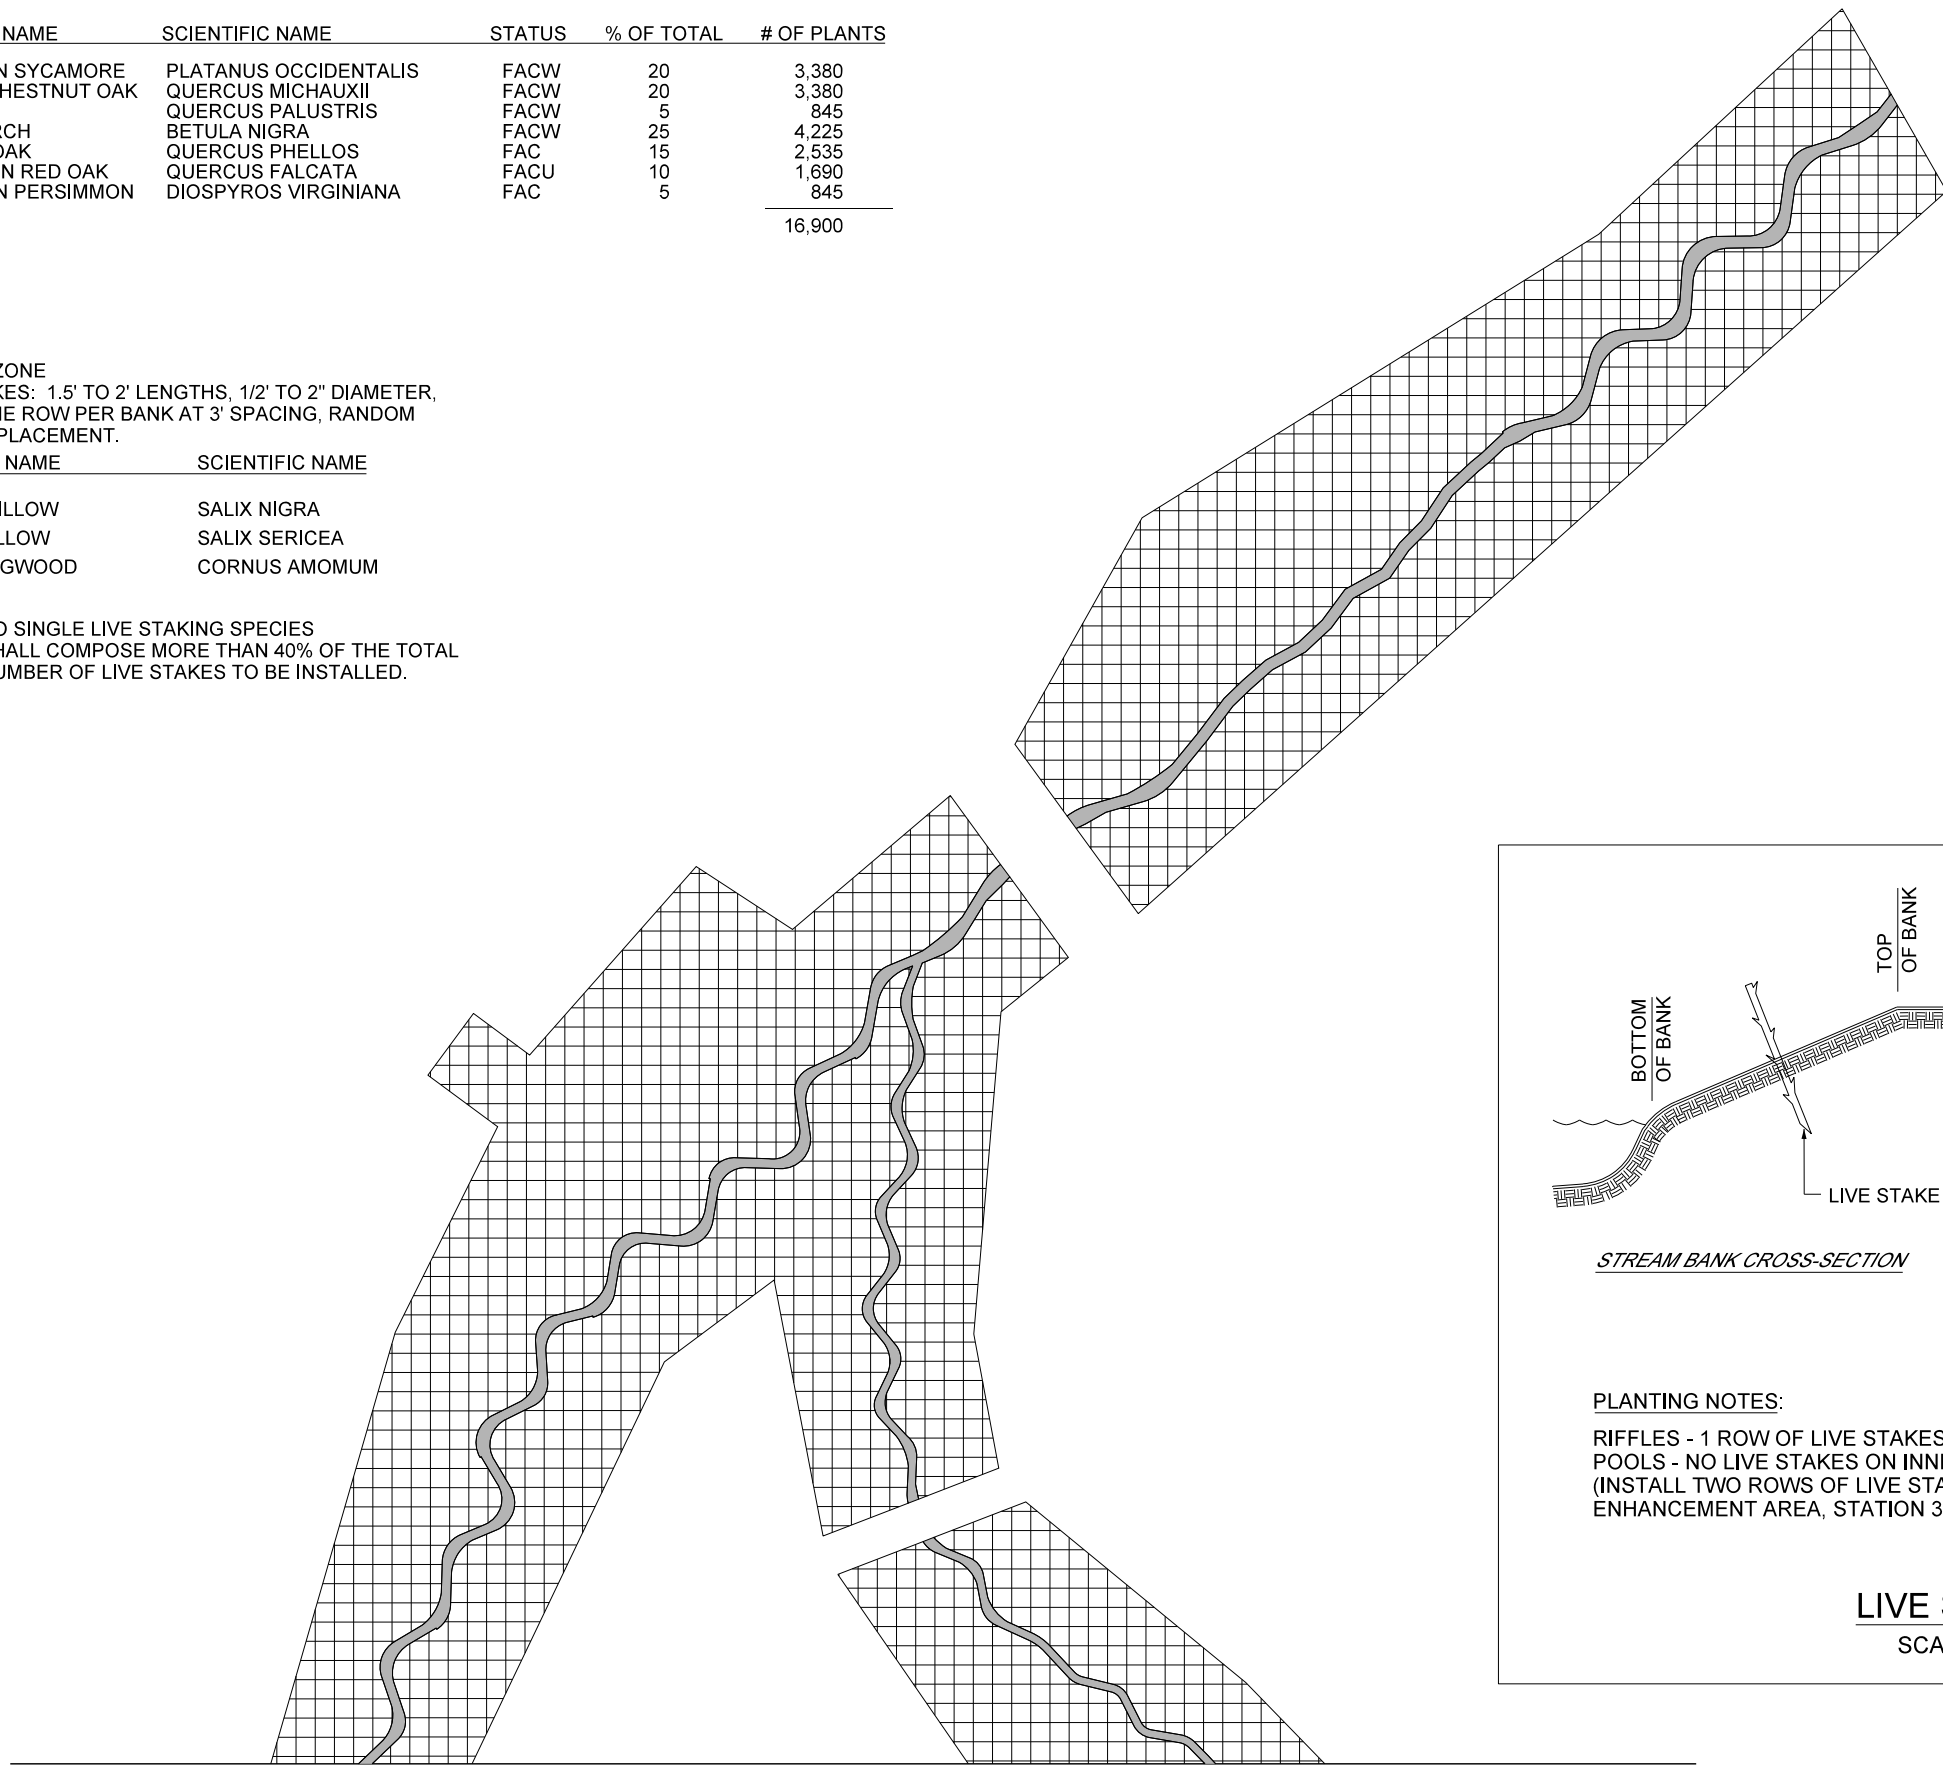 NAME SCIENTIFIC NAME STATUS % OF TOTAL # OF PLANTS
N SYCAMORE PLATANUS OCCIDENTALIS FACW 20 3,380
HESTNUT OAK QUERCUS MICHAUXII FACW 20 3,380
QUERCUS PALUSTRIS FACW 5 845
RCH BETULA NIGRA FACW 25 4,225
OAK QUERCUS PHELLOS FAC 15 2,535
N RED OAK QUERCUS FALCATA FACU 10 1,690
N PERSIMMON DIOSPYROS VIRGINIANA FAC 5 845
16,900
ZONE
KES: 1.5' TO 2' LENGTHS, 1/2' TO 2" DIAMETER,
NE ROW PER BANK AT 3' SPACING, RANDOM
PLACEMENT.
NAME SCIENTIFIC NAME
ILLOW SALIX NIGRA
LLOW SALIX SERICEA
GWOOD CORNUS AMOMUM
O SINGLE LIVE STAKING SPECIES
HALL COMPOSE MORE THAN 40% OF THE TOTAL
UMBER OF LIVE STAKES TO BE INSTALLED.
TOP
OF BANK
BOTTOM
OF BANK
LIVE STAKE
STREAM BANK CROSS-SECTION
PLANTING NOTES:
RIFFLES - 1 ROW OF LIVE STAKES
POOLS - NO LIVE STAKES ON INN
(INSTALL TWO ROWS OF LIVE STA
ENHANCEMENT AREA, STATION 3
LIVE
SCA